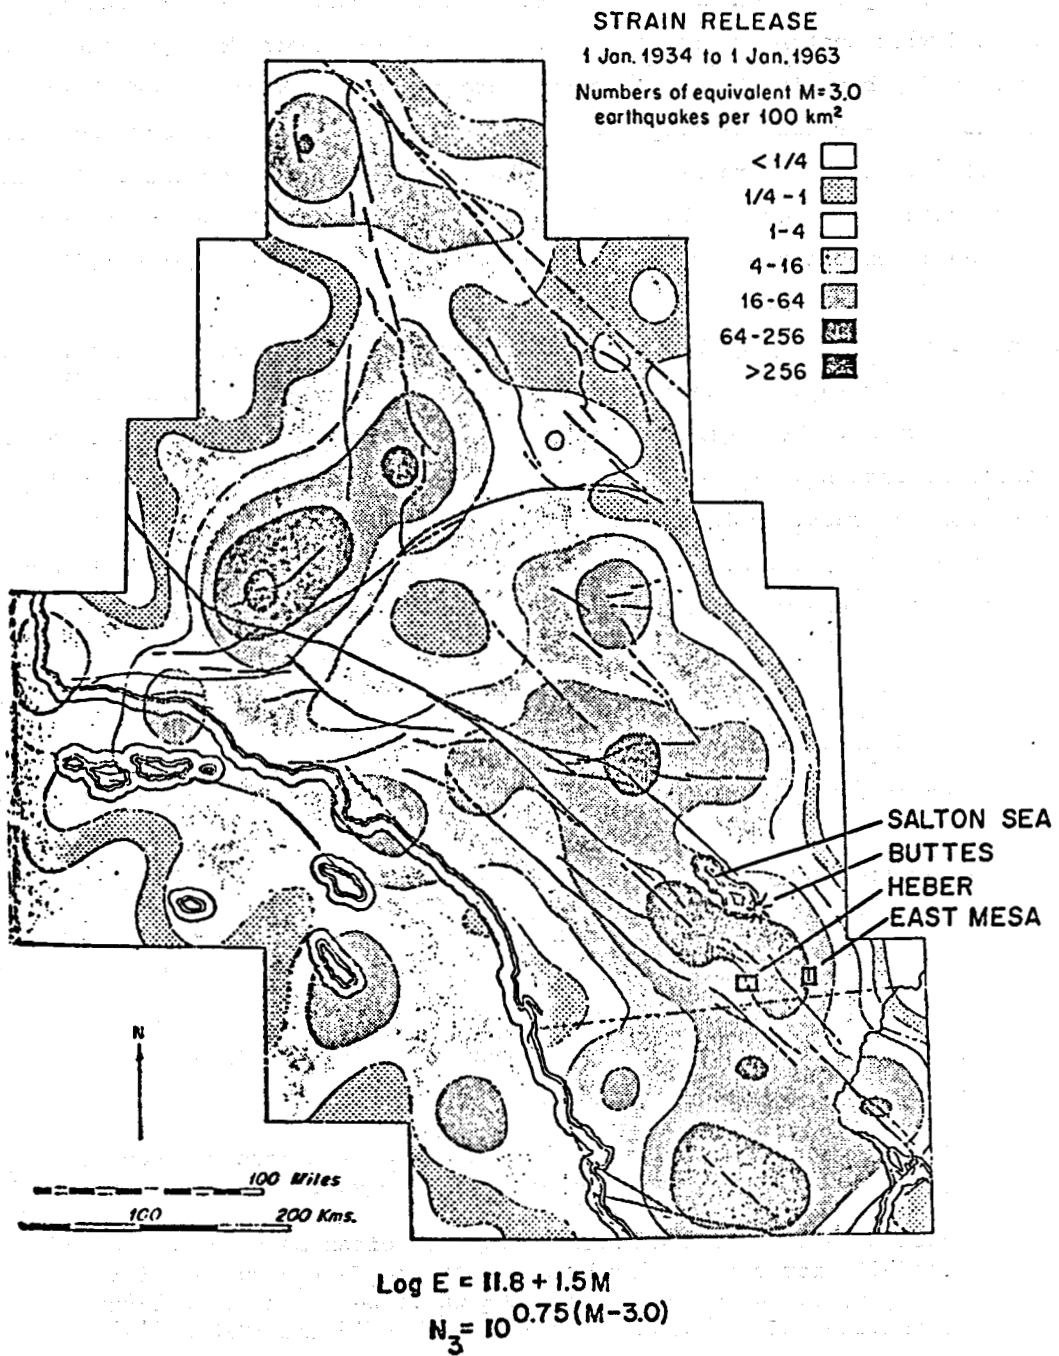 STRAIN RELEASE
1 Jan. 1934 to 1 Jan. 1963
Numbers of equivalent M=3.0
earthquakes per 100 km²
<1/4
1/4-1
1-4
4-16
16-64
64-256
>256
SALTON SEA
BUTTES
HEBER
EAST MESA
N
100 Miles
100 200 Kms.
Log E = 11.8 + 1.5M
N₃ = 10^0.75(M-3.0)